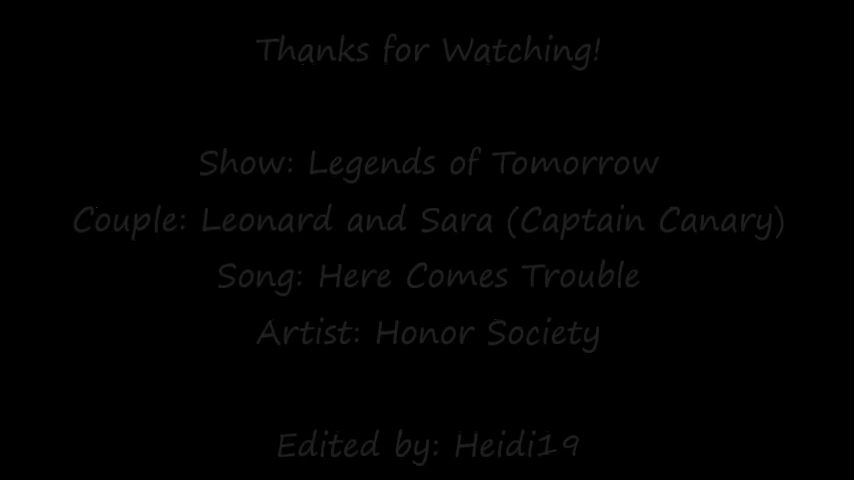 Thanks for Watching!
Show: Legends of Tomorrow
Couple: Leonard and Sara (Captain Canary)
Song: Here Comes Trouble
Artist: Honor Society
Edited by: Heidi19